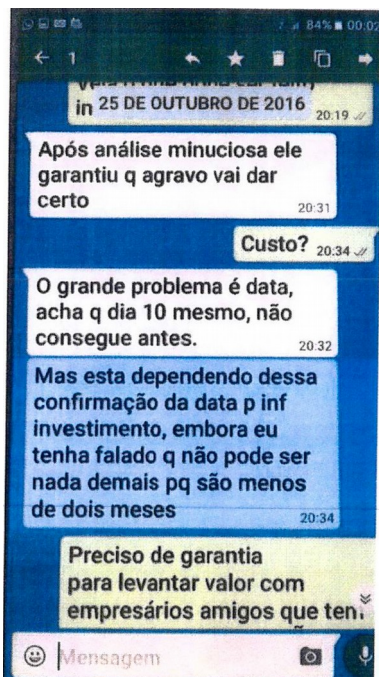 84% 00:02
1
in 25 DE OUTUBRO DE 2016
20:19
Após análise minuciosa ele
garantiu q agravo vai dar
certo
20:31
Custo? 20:34
O grande problema é data,
acha q dia 10 mesmo, não
consegue antes.
20:32
Mas esta dependendo dessa
confirmação da data p inf
investimento, embora eu
tenha falado q não pode ser
nada demais pq são menos
de dois meses
20:34
Preciso de garantia
para levantar valor com
empresários amigos que tem
Mensagem